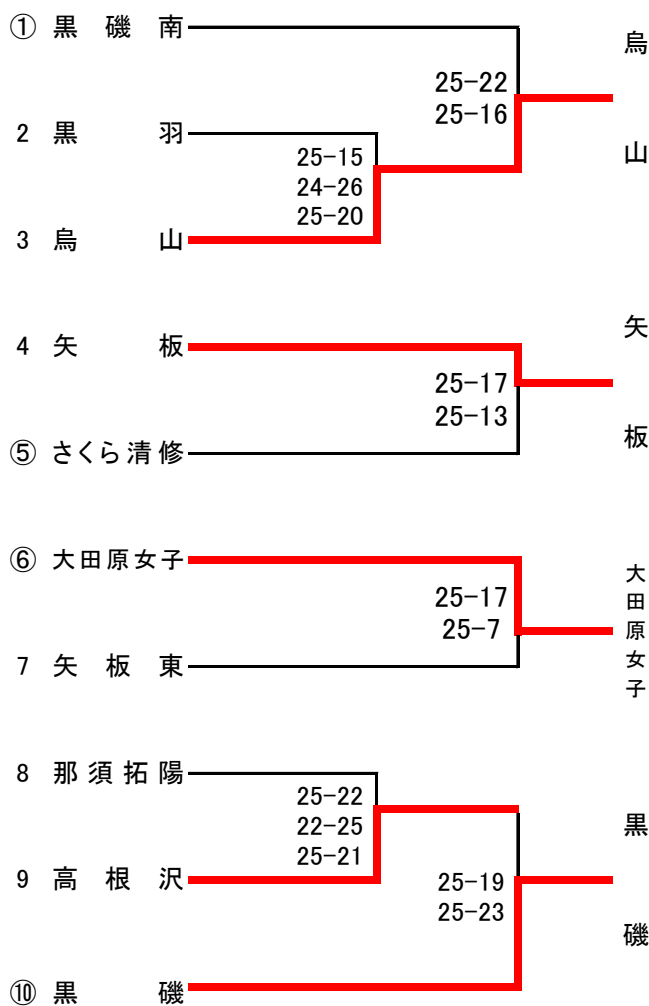 ① 黒磯南
2 黒羽
3 烏山
4 矢板
⑤ さくら清修
⑥ 大田原女子
7 矢板東
8 那須拓陽
9 高根沢
⑩ 黒磯
25-15
24-26
25-20
25-22
22-25
25-21
25-22
25-16
25-17
25-13
25-17
25-7
25-19
25-23
烏山
矢板
大田原女子
黒磯